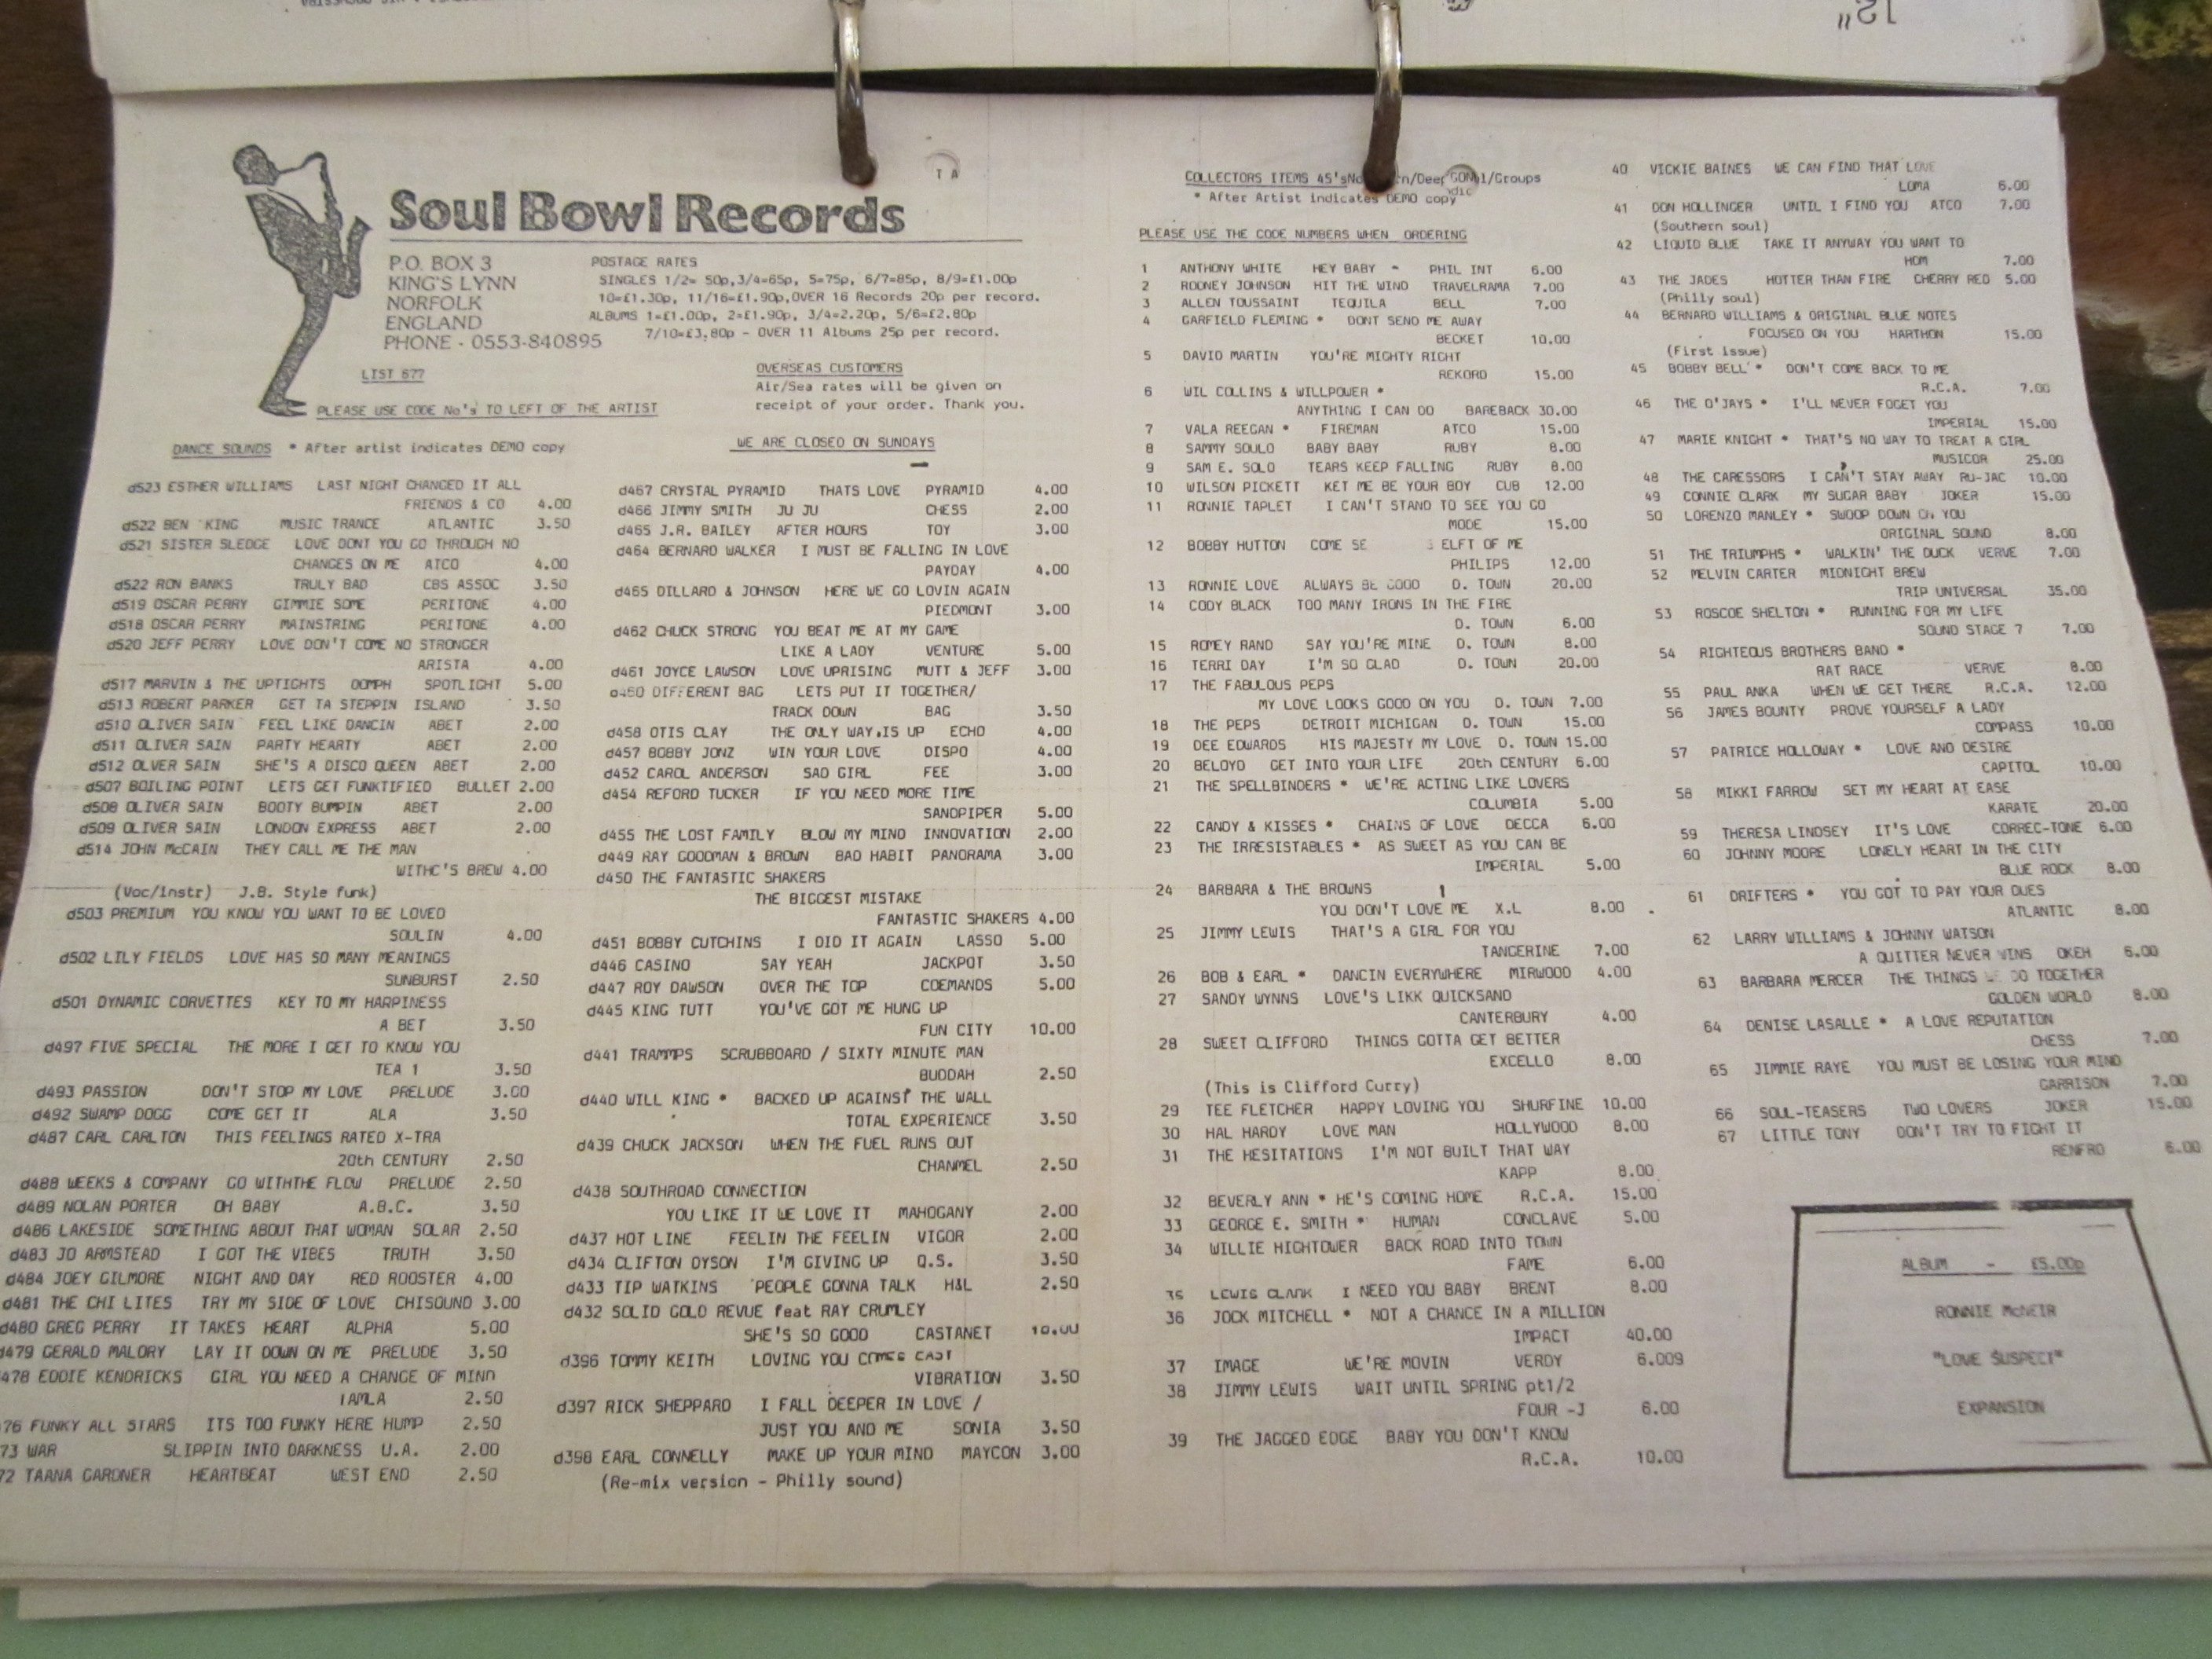 12"
Soul Bowl Records
P.O. BOX 3
KING'S LYNN
NORFOLK
ENGLAND
PHONE - 0553-840895
LIST 677
PLEASE USE CODE No's TO LEFT OF THE ARTIST
POSTAGE RATES
SINGLES 1/2= 50p,3/4=65p, 5=75p, 6/7=85p, 8/9=£1.00p
10=£1.30p, 11/16=£1.90p,OVER 16 Records 20p per record.
ALBUMS 1=£1.00p, 2=£1.90p, 3/4=2.20p, 5/6=£2.80p
7/10=£3.80p - OVER 11 Albums 25p per record.
OVERSEAS CUSTOMERS
Air/Sea rates will be given on
receipt of your order. Thank you.
WE ARE CLOSED ON SUNDAYS
DANCE SOUNDS * After artist indicates DEMO copy
d523 ESTHER WILLIAMS LAST NIGHT CHANGED IT ALL
FRIENDS & CO 4.00
d522 BEN KING MUSIC TRANCE ATLANTIC 3.50
d521 SISTER SLEDGE LOVE DONT YOU GO THROUGH NO
CHANGES ON ME ATCO 4.00
d522 RON BANKS TRULY BAD CBS ASSOC 3.50
d519 OSCAR PERRY GIMMIE SOME PERITONE 4.00
d518 OSCAR PERRY MAINSTRING PERITONE 4.00
d520 JEFF PERRY LOVE DON'T COME NO STRONGER
ARISTA 4.00
d517 MARVIN & THE UPTIGHTS OOMPH SPOTLIGHT 5.00
d513 ROBERT PARKER GET TA STEPPIN ISLAND 3.50
d510 OLIVER SAIN FEEL LIKE DANCIN ABET 2.00
d511 OLIVER SAIN PARTY HEARTY ABET 2.00
d512 OLVER SAIN SHE'S A DISCO QUEEN ABET 2.00
d507 BOILING POINT LETS GET FUNKTIFIED BULLET 2.00
d508 OLIVER SAIN BOOTY BUMPIN ABET 2.00
d509 OLIVER SAIN LONDON EXPRESS ABET 2.00
d514 JOHN McCAIN THEY CALL ME THE MAN
WITHC'S BREW 4.00
(Voc/Instr) J.B. Style funk)
d503 PREMIUM YOU KNOW YOU WANT TO BE LOVED
SOULIN 4.00
d502 LILY FIELDS LOVE HAS SO MANY MEANINGS
SUNBURST 2.50
d501 DYNAMIC CORVETTES KEY TO MY HARPINESS
A BET 3.50
d497 FIVE SPECIAL THE MORE I GET TO KNOW YOU
TEA 1 3.50
d493 PASSION DON'T STOP MY LOVE PRELUDE 3.00
d492 SWAMP DOGG COME GET IT ALA 3.50
d487 CARL CARLTON THIS FEELINGS RATED X-TRA
20th CENTURY 2.50
d488 WEEKS & COMPANY GO WITHTHE FLOW PRELUDE 2.50
d489 NOLAN PORTER OH BABY A.B.C. 3.50
d486 LAKESIDE SOMETHING ABOUT THAT WOMAN SOLAR 2.50
d483 JO ARMSTEAD I GOT THE VIBES TRUTH 3.50
d484 JOEY GILMORE NIGHT AND DAY RED ROOSTER 4.00
d481 THE CHI LITES TRY MY SIDE OF LOVE CHISOUND 3.00
d480 GREG PERRY IT TAKES HEART ALPHA 5.00
d479 GERALD MALORY LAY IT DOWN ON ME PRELUDE 3.50
478 EDDIE KENDRICKS GIRL YOU NEED A CHANGE OF MIND
TAMLA 2.50
76 FUNKY ALL STARS ITS TOO FUNKY HERE HUMP 2.50
73 WAR SLIPPIN INTO DARKNESS U.A. 2.00
72 TAANA GARDNER HEARTBEAT WEST END 2.50
d467 CRYSTAL PYRAMID THATS LOVE PYRAMID 4.00
d466 JIMMY SMITH JU JU CHESS 2.00
d465 J.R. BAILEY AFTER HOURS TOY 3.00
d464 BERNARD WALKER I MUST BE FALLING IN LOVE
PAYDAY 4.00
d465 DILLARD & JOHNSON HERE WE GO LOVIN AGAIN
PIEDMONT 3.00
d462 CHUCK STRONG YOU BEAT ME AT MY GAME
LIKE A LADY VENTURE 5.00
d461 JOYCE LAWSON LOVE UPRISING MUTT & JEFF 3.00
d460 DIFFERENT BAG LETS PUT IT TOGETHER/
TRACK DOWN BAG 3.50
d458 OTIS CLAY THE ONLY WAY.IS UP ECHO 4.00
d457 BOBBY JONZ WIN YOUR LOVE DISPO 4.00
d452 CAROL ANDERSON SAD GIRL FEE 3.00
d454 REFORD TUCKER IF YOU NEED MORE TIME
SANDPIPER 5.00
d455 THE LOST FAMILY BLOW MY MIND INNOVATION 2.00
d449 RAY GOODMAN & BROWN BAD HABIT PANORAMA 3.00
d450 THE FANTASTIC SHAKERS
THE BIGGEST MISTAKE
FANTASTIC SHAKERS 4.00
d451 BOBBY CUTCHINS I DID IT AGAIN LASSO 5.00
d446 CASINO SAY YEAH JACKPOT 3.50
d447 ROY DAWSON OVER THE TOP COEMANDS 5.00
d445 KING TUTT YOU'VE GOT ME HUNG UP
FUN CITY 10.00
d441 TRAMMPS SCRUBBOARD / SIXTY MINUTE MAN
BUDDAH 2.50
d440 WILL KING * BACKED UP AGAINST THE WALL
TOTAL EXPERIENCE 3.50
d439 CHUCK JACKSON WHEN THE FUEL RUNS OUT
CHANNEL 2.50
d438 SOUTHROAD CONNECTION
YOU LIKE IT WE LOVE IT MAHOGANY 2.00
d437 HOT LINE FEELIN THE FEELIN VIGOR 2.00
d434 CLIFTON DYSON I'M GIVING UP Q.S. 3.50
d433 TIP WATKINS PEOPLE GONNA TALK H&L 2.50
d432 SOLID GOLD REVUE feat RAY CRUMLEY
SHE'S SO GOOD CASTANET 10.00
d396 TOMMY KEITH LOVING YOU COMES EASY
VIBRATION 3.50
d397 RICK SHEPPARD I FALL DEEPER IN LOVE /
JUST YOU AND ME SONIA 3.50
d398 EARL CONNELLY MAKE UP YOUR MIND MAYCON 3.00
(Re-mix version - Philly sound)
COLLECTORS ITEMS 45's /Groups
* After Artist indicates DEMO copy
PLEASE USE THE CODE NUMBERS WHEN ORDERING
1 ANTHONY WHITE HEY BABY - PHIL INT 6.00
2 RODNEY JOHNSON HIT THE WIND TRAVELRAMA 7.00
3 ALLEN TOUSSAINT TEQUILA BELL 7.00
4 GARFIELD FLEMING * DONT SEND ME AWAY
BECKET 10.00
5 DAVID MARTIN YOU'RE MIGHTY RIGHT
REKORD 15.00
6 WIL COLLINS & WILLPOWER *
ANYTHING I CAN DO BAREBACK 30.00
7 VALA REEGAN * FIREMAN ATCO 15.00
8 SAMMY SOULO BABY BABY RUBY 8.00
9 SAM E. SOLO TEARS KEEP FALLING RUBY 8.00
10 WILSON PICKETT KET ME BE YOUR BOY CUB 12.00
11 RONNIE TAPLET I CAN'T STAND TO SEE YOU GO
MODE 15.00
12 BOBBY HUTTON COME SE ELFT OF ME
PHILIPS 12.00
13 RONNIE LOVE ALWAYS BE GOOD D. TOWN 20.00
14 CODY BLACK TOO MANY IRONS IN THE FIRE
D. TOWN 6.00
15 ROMEY RAND SAY YOU'RE MINE D. TOWN 8.00
16 TERRI DAY I'M SO GLAD D. TOWN 20.00
17 THE FABULOUS PEPS
MY LOVE LOOKS GOOD ON YOU D. TOWN 7.00
18 THE PEPS DETROIT MICHIGAN D. TOWN 15.00
19 DEE EDWARDS HIS MAJESTY MY LOVE D. TOWN 15.00
20 BELOYD GET INTO YOUR LIFE 20th CENTURY 6.00
21 THE SPELLBINDERS * WE'RE ACTING LIKE LOVERS
COLUMBIA 5.00
22 CANDY & KISSES * CHAINS OF LOVE DECCA 6.00
23 THE IRRESISTABLES * AS SWEET AS YOU CAN BE
IMPERIAL 5.00
24 BARBARA & THE BROWNS
YOU DON'T LOVE ME X.L 8.00
25 JIMMY LEWIS THAT'S A GIRL FOR YOU
TANGERINE 7.00
26 BOB & EARL * DANCIN EVERYWHERE MIRWOOD 4.00
27 SANDY WYNNS LOVE'S LIKK QUICKSAND
CANTERBURY 4.00
28 SWEET CLIFFORD THINGS GOTTA GET BETTER
EXCELLO 8.00
(This is Clifford Curry)
29 TEE FLETCHER HAPPY LOVING YOU SHURFINE 10.00
30 HAL HARDY LOVE MAN HOLLYWOOD 8.00
31 THE HESITATIONS I'M NOT BUILT THAT WAY
KAPP 8.00
32 BEVERLY ANN * HE'S COMING HOME R.C.A. 15.00
33 GEORGE E. SMITH * HUMAN CONCLAVE 5.00
34 WILLIE HIGHTOWER BACK ROAD INTO TOWN
FAME 6.00
35 LEWIS CLARK I NEED YOU BABY BRENT 8.00
36 JOCK MITCHELL * NOT A CHANCE IN A MILLION
IMPACT 40.00
37 IMAGE WE'RE MOVIN VERDY 6.009
38 JIMMY LEWIS WAIT UNTIL SPRING pt1/2
FOUR -J 6.00
39 THE JAGGED EDGE BABY YOU DON'T KNOW
R.C.A. 10.00
40 VICKIE BAINES WE CAN FIND THAT LOVE
LOMA 6.00
41 DON HOLLINGER UNTIL I FIND YOU ATCO 7.00
(Southern soul)
42 LIQUID BLUE TAKE IT ANYWAY YOU WANT TO
HOM 7.00
43 THE JADES HOTTER THAN FIRE CHERRY RED 5.00
(Philly soul)
44 BERNARD WILLIAMS & ORIGINAL BLUE NOTES
FOCUSED ON YOU HARTHON 15.00
(First issue)
45 BOBBY BELL * DON'T COME BACK TO ME
R.C.A. 7.00
46 THE O'JAYS * I'LL NEVER FOGET YOU
IMPERIAL 15.00
47 MARIE KNIGHT * THAT'S NO WAY TO TREAT A GIRL
MUSICOR 25.00
48 THE CARESSORS I CAN'T STAY AWAY RU-JAC 10.00
49 CONNIE CLARK MY SUGAR BABY JOKER 15.00
50 LORENZO MANLEY * SWOOP DOWN ON YOU
ORIGINAL SOUND 8.00
51 THE TRIUMPHS * WALKIN' THE DUCK VERVE 7.00
52 MELVIN CARTER MIDNIGHT BREW
TRIP UNIVERSAL 35.00
53 ROSCOE SHELTON * RUNNING FOR MY LIFE
SOUND STAGE 7 7.00
54 RIGHTEOUS BROTHERS BAND *
RAT RACE VERVE 8.00
55 PAUL ANKA WHEN WE GET THERE R.C.A. 12.00
56 JAMES BOUNTY PROVE YOURSELF A LADY
COMPASS 10.00
57 PATRICE HOLLOWAY * LOVE AND DESIRE
CAPITOL 10.00
58 MIKKI FARROW SET MY HEART AT EASE
KARATE 20.00
59 THERESA LINDSEY IT'S LOVE CORREC-TONE 6.00
60 JOHNNY MOORE LONELY HEART IN THE CITY
BLUE ROCK 8.00
61 DRIFTERS * YOU GOT TO PAY YOUR DUES
ATLANTIC 8.00
62 LARRY WILLIAMS & JOHNNY WATSON
A QUITTER NEVER WINS OKEH 6.00
63 BARBARA MERCER THE THINGS WE DO TOGETHER
GOLDEN WORLD 8.00
64 DENISE LASALLE * A LOVE REPUTATION
CHESS 7.00
65 JIMMIE RAYE YOU MUST BE LOSING YOUR MIND
GARRISON 7.00
66 SOUL-TEASERS TWO LOVERS JOKER 15.00
67 LITTLE TONY DON'T TRY TO FIGHT IT
RENFRO 6.00
ALBUM - £5.00p
RONNIE McNEIR
"LOVE SUSPECT"
EXPANSION